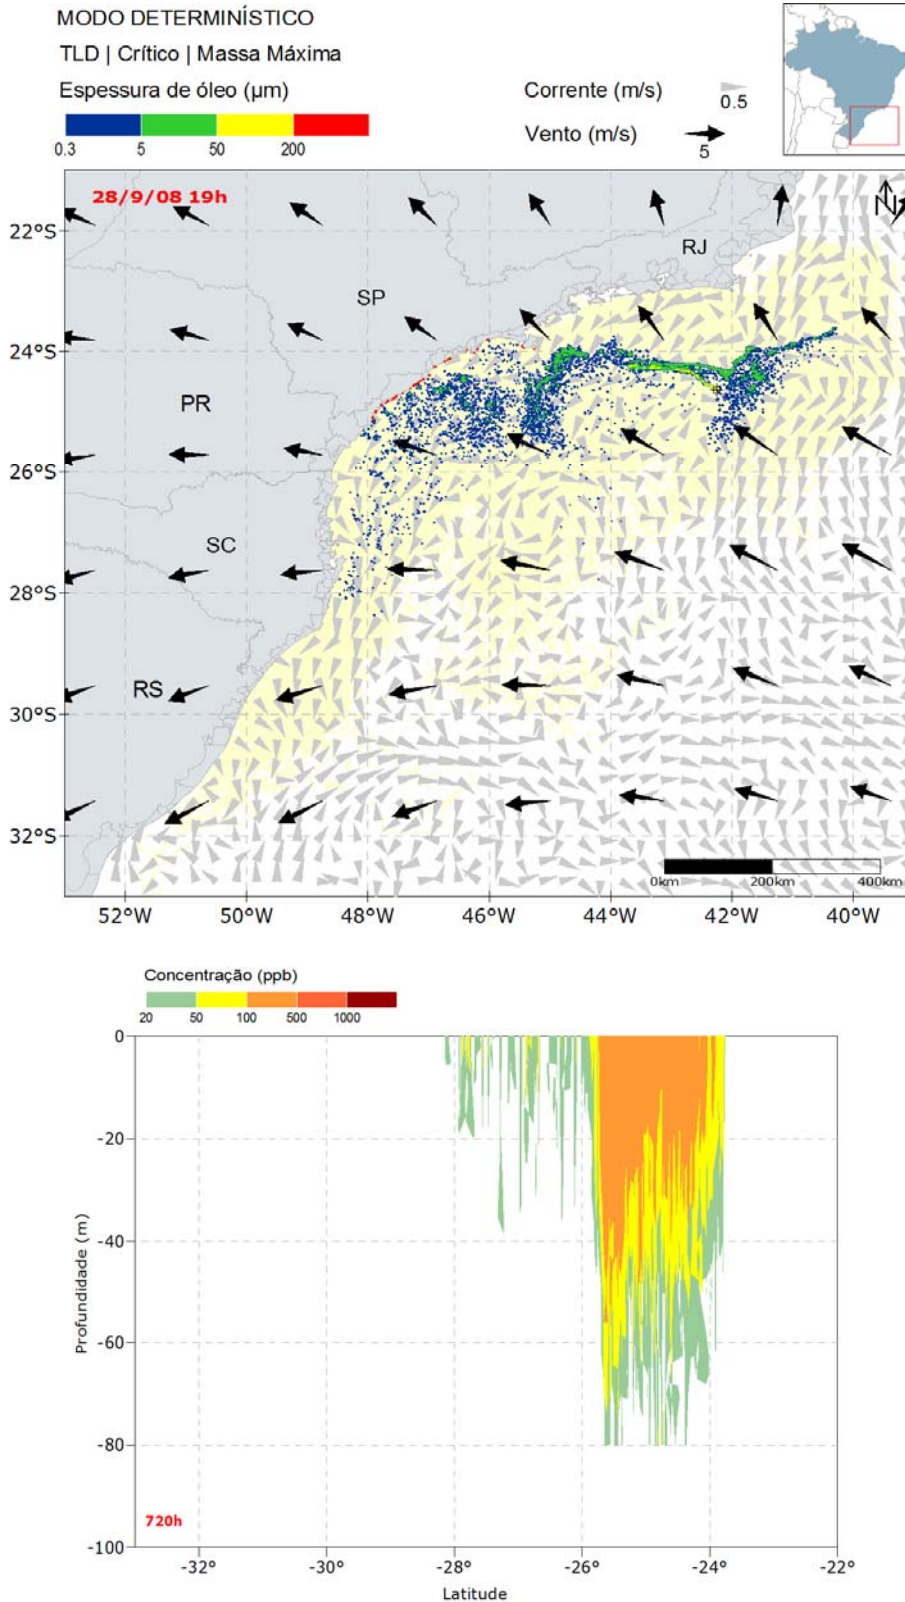 MODO DETERMINÍSTICO
TLD | Crítico | Massa Máxima
Espessura de óleo (µm)
0.3 5 50 200
Corrente (m/s) 0.5
Vento (m/s) 5
28/9/08 19h
N
RJ
SP
PR
SC
RS
22°S
24°S
26°S
28°S
30°S
32°S
0km 200km 400km
52°W 50°W 48°W 46°W 44°W 42°W 40°W
Concentração (ppb)
20 50 100 500 1000
0
-20
-40
-60
-80
-100
Profundidade (m)
720h
-32° -30° -28° -26° -24° -22°
Latitude